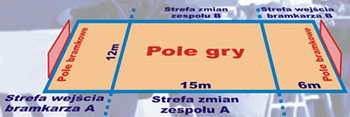 Strefa zmian
zespołu B
Strefa wejścia
bramkarza B
Pole bramkowe
12m
Pole gry
Pole bramkowe
15m
6m
Strefa wejścia
bramkarza A
Strefa zmian
zespołu A